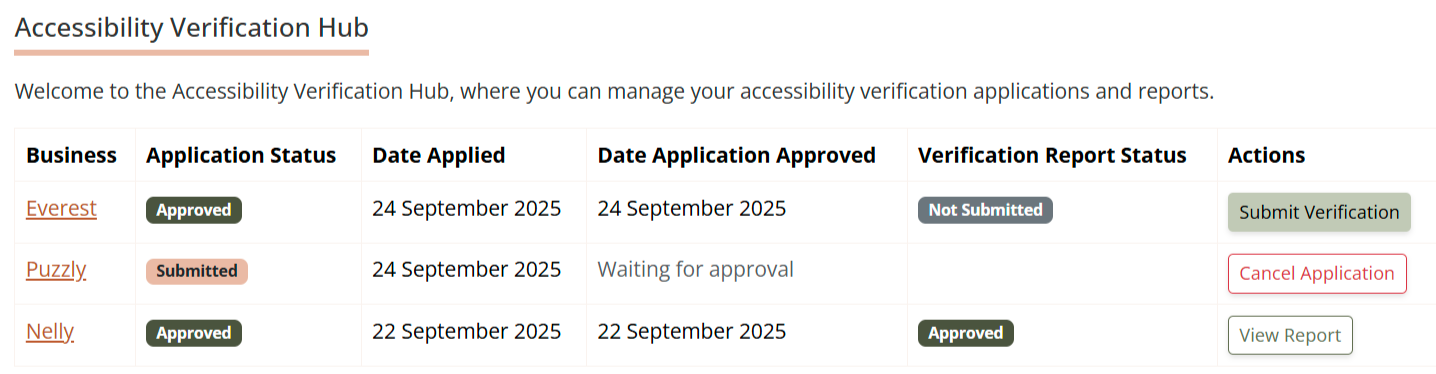 Accessibility Verification Hub
Welcome to the Accessibility Verification Hub, where you can manage your accessibility verification applications and reports.
Business Application Status Date Applied Date Application Approved Verification Report Status Actions
Everest Approved 24 September 2025 24 September 2025 Not Submitted Submit Verification
Puzzly Submitted 24 September 2025 Waiting for approval Cancel Application
Nelly Approved 22 September 2025 22 September 2025 Approved View Report